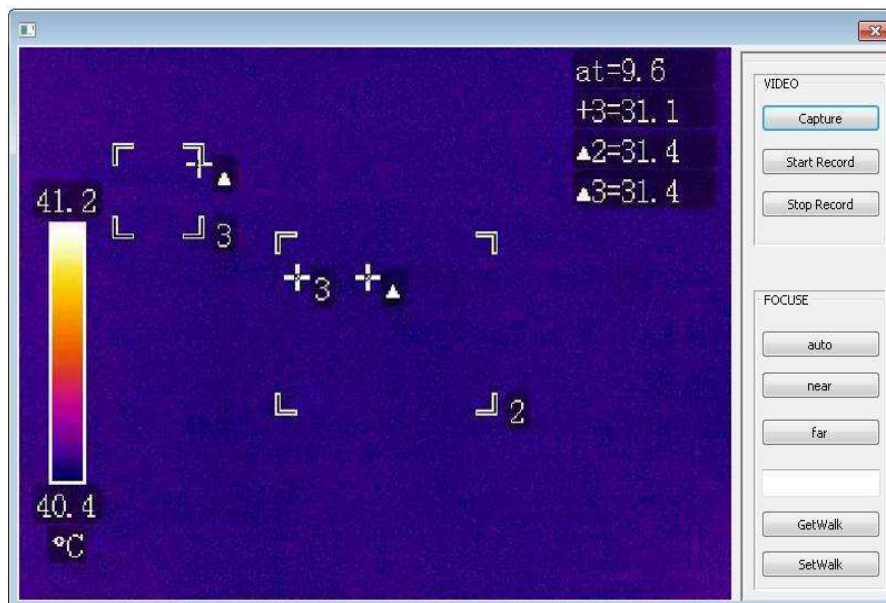 at=9.6
+3=31.1
▲2=31.4
▲3=31.4
41.2
3
3
2
40.4
°C
VIDEO
Capture
Start Record
Stop Record
FOCUSE
auto
near
far
GetWalk
SetWalk